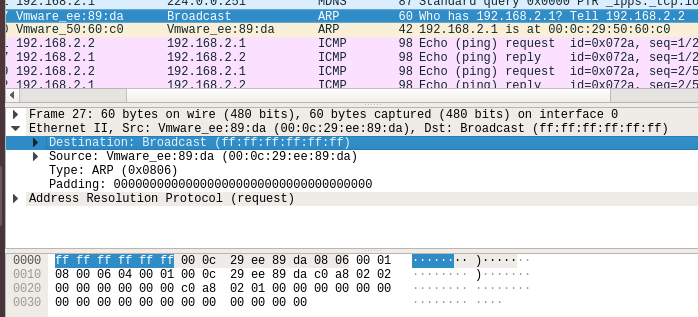 192.168.2.1 224.0.0.251 MDNS 87 Standard query 0x0000 PTR _ipps._tcp.lo
7 Vmware_ee:89:da Broadcast ARP 60 Who has 192.168.2.1? Tell 192.168.2.2
Vmware_50:60:c0 Vmware_ee:89:da ARP 42 192.168.2.1 is at 00:0c:29:50:60:c0
192.168.2.2 192.168.2.1 ICMP 98 Echo (ping) request id=0x072a, seq=1/2
192.168.2.1 192.168.2.2 ICMP 98 Echo (ping) reply id=0x072a, seq=1/2
192.168.2.2 192.168.2.1 ICMP 98 Echo (ping) request id=0x072a, seq=2/5
192.168.2.1 192.168.2.2 ICMP 98 Echo (ping) reply id=0x072a, seq=2/5
Frame 27: 60 bytes on wire (480 bits), 60 bytes captured (480 bits) on interface 0
Ethernet II, Src: Vmware_ee:89:da (00:0c:29:ee:89:da), Dst: Broadcast (ff:ff:ff:ff:ff:ff)
Destination: Broadcast (ff:ff:ff:ff:ff:ff)
Source: Vmware_ee:89:da (00:0c:29:ee:89:da)
Type: ARP (0x0806)
Padding: 000000000000000000000000000000000000
Address Resolution Protocol (request)
0000 ff ff ff ff ff ff 00 0c 29 ee 89 da 08 06 00 01 ········ )·······
0010 08 00 06 04 00 01 00 0c 29 ee 89 da c0 a8 02 02 ········ )·······
0020 00 00 00 00 00 00 c0 a8 02 01 00 00 00 00 00 00 ········ ········
0030 00 00 00 00 00 00 00 00 00 00 00 00 ········ ····